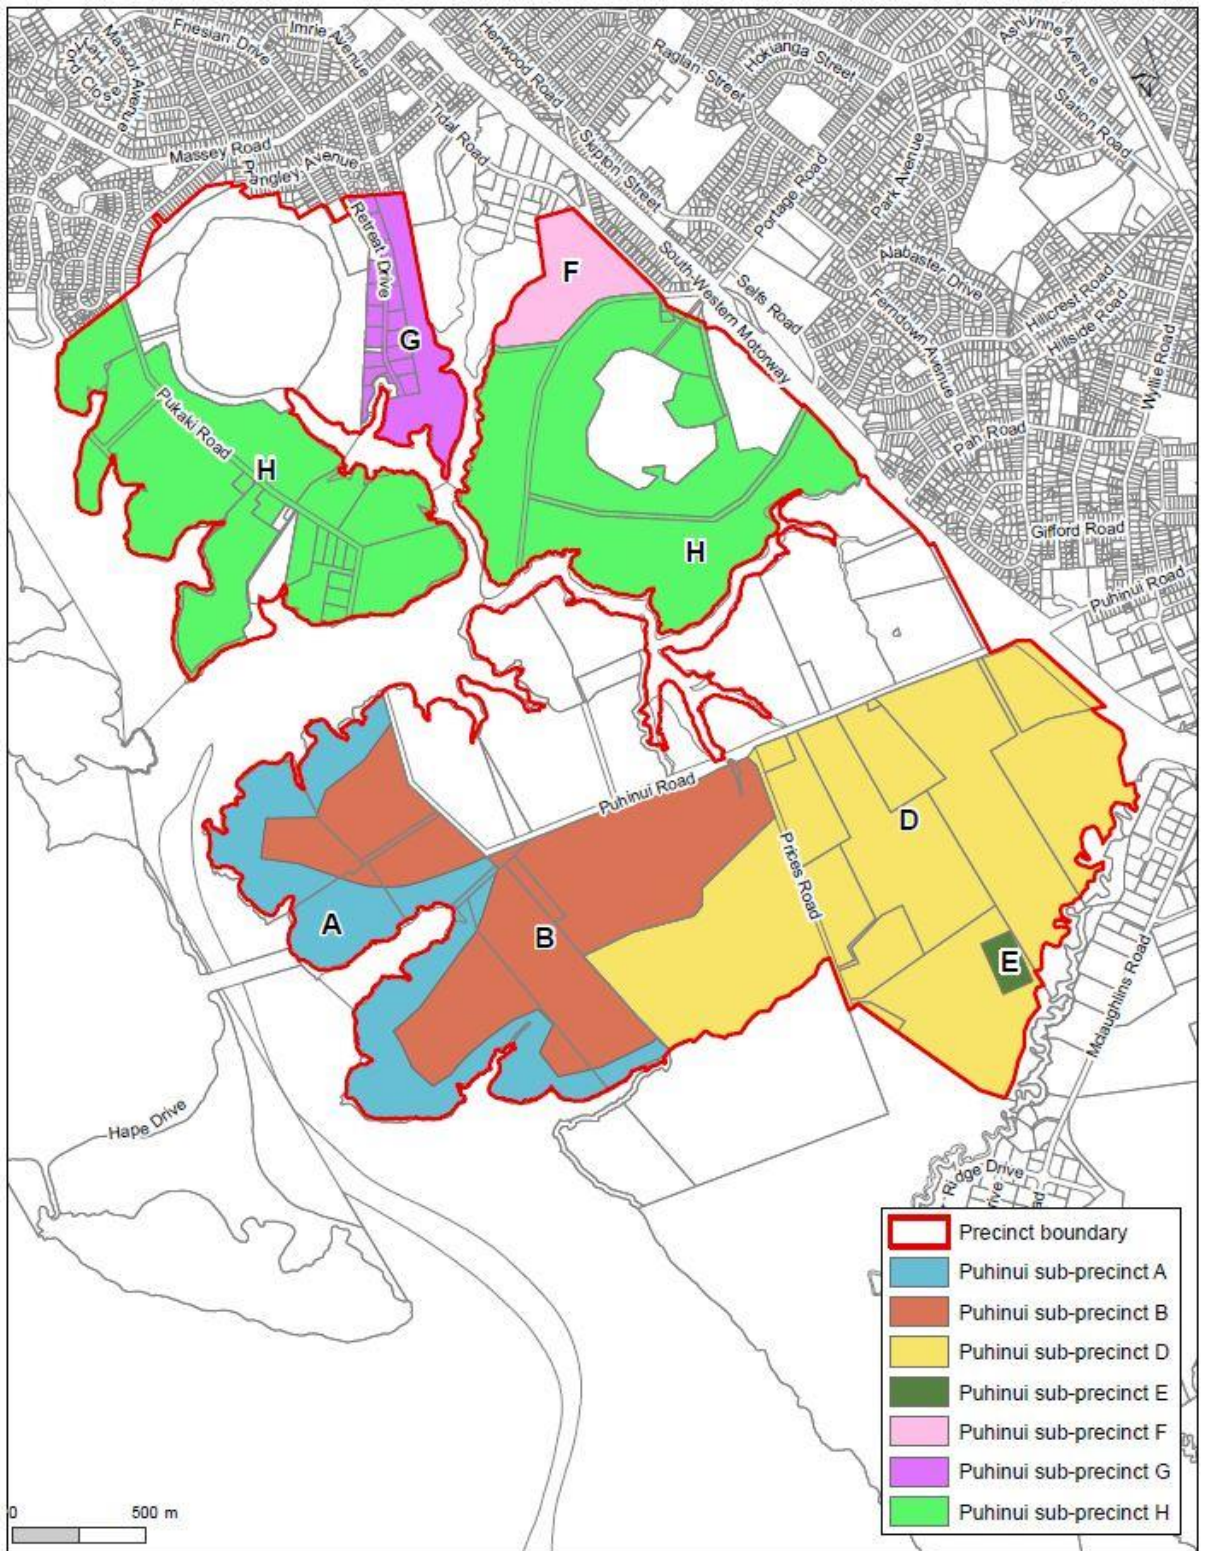 Friesian Drive
Imrie Avenue
Henwood Road
Raglan Street
Hokianga Street
Station Road
Massey Road
Tidal Road
Skipton Street
Portage Road
Park Avenue
Retreat Drive
F
South-Western Motorway
Selfs Road
Alabaster Drive
Hillcrest Road
Hillside Road
Ferndown Avenue
Wyllie Road
G
Pukaki Road
H
Pah Road
Gifford Road
H
Puhinui Road
Puhinui Road
D
Prices Road
A
B
E
Mclaughlins Road
Hape Drive
Ridge Drive
Precinct boundary
Puhinui sub-precinct A
Puhinui sub-precinct B
Puhinui sub-precinct D
Puhinui sub-precinct E
Puhinui sub-precinct F
Puhinui sub-precinct G
Puhinui sub-precinct H
0 500 m
N